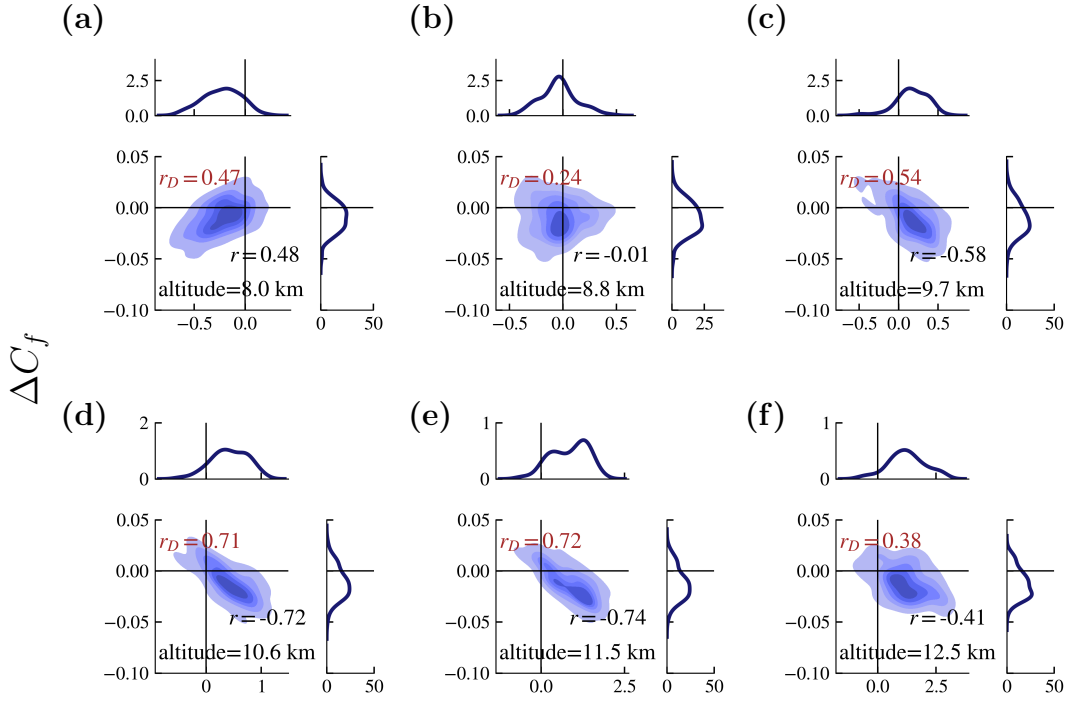 (a)
(b)
(c)
2.5
0.0
2.5
0.0
2.5
0.0
0.05
0.00
−0.05
−0.10
r_D = 0.47
r = 0.48
altitude=8.0 km
−0.5
0.0
0
50
0.05
0.00
−0.05
−0.10
r_D = 0.24
r = -0.01
altitude=8.8 km
−0.5
0.0
0.5
0
25
0.05
0.00
−0.05
−0.10
r_D = 0.54
r = -0.58
altitude=9.7 km
−0.5
0.0
0.5
0
50
ΔC_f
(d)
(e)
(f)
2
0
1
0
2.5
1
0
0.05
0.00
−0.05
−0.10
r_D = 0.71
r = -0.72
altitude=10.6 km
0
1
0
50
0.05
0.00
−0.05
−0.10
r_D = 0.72
r = -0.74
altitude=11.5 km
0.0
2.5
0
50
0.05
0.00
−0.05
−0.10
r_D = 0.38
r = -0.41
altitude=12.5 km
0.0
2.5
0
50